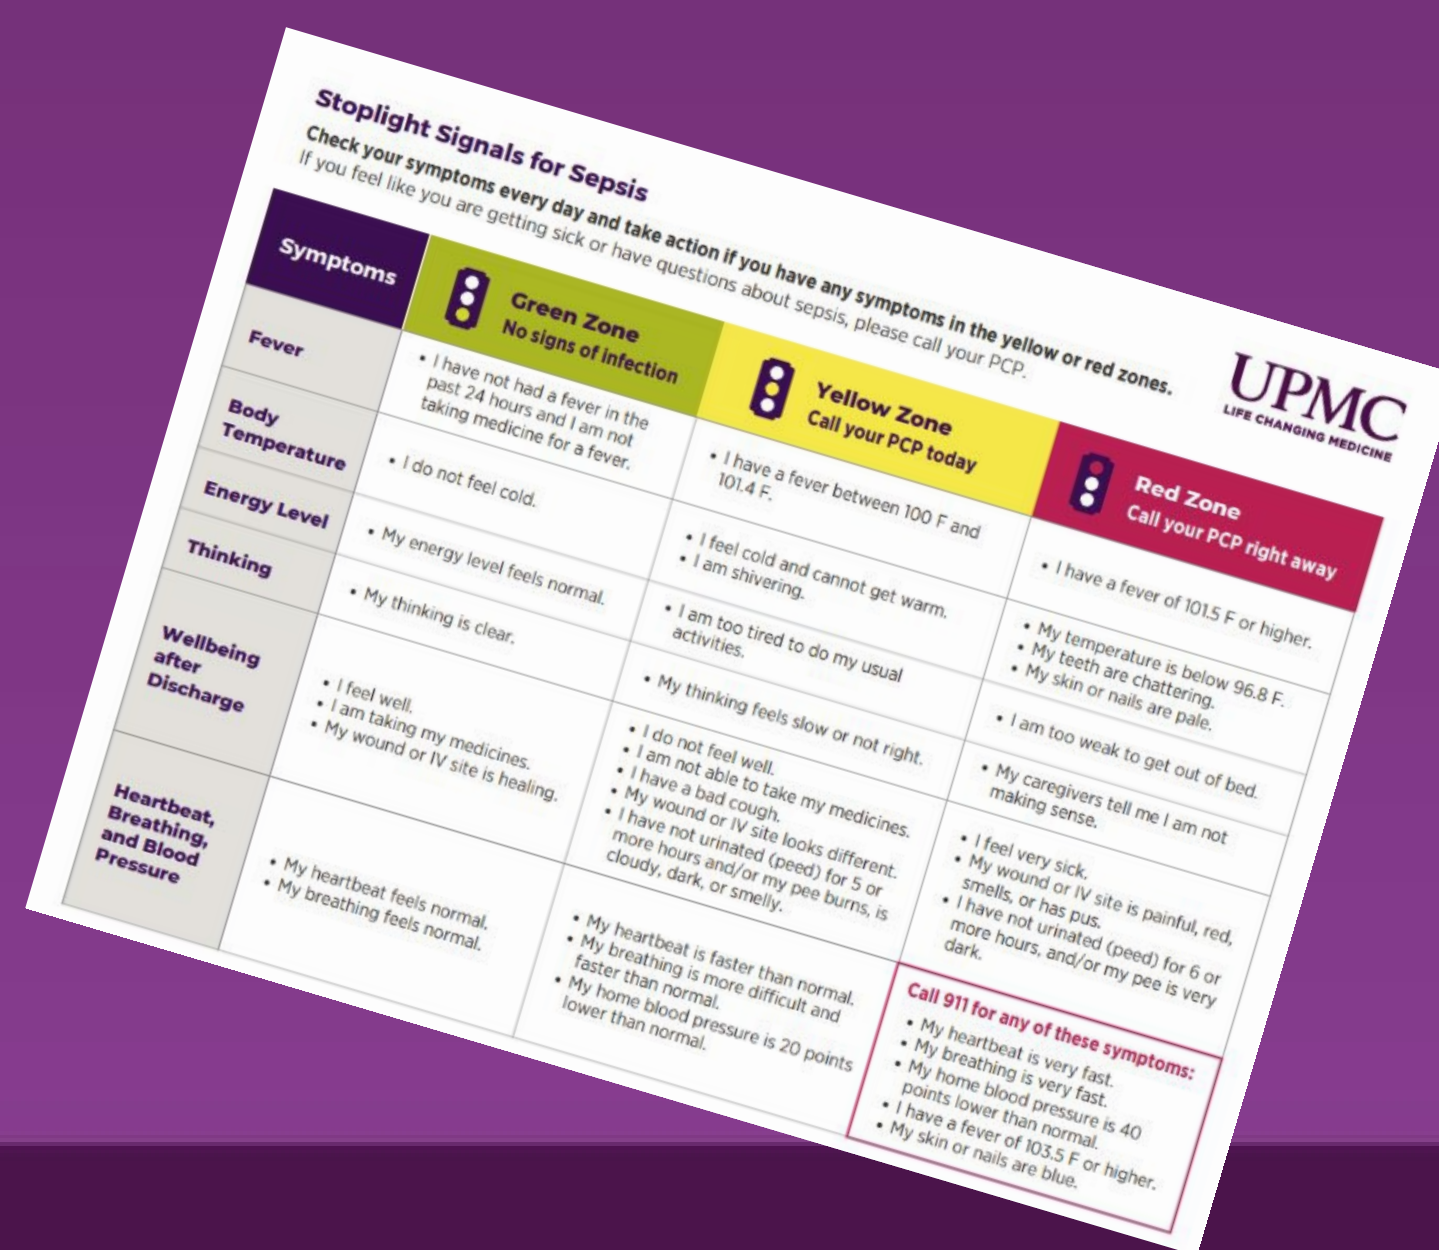 Stoplight Signals for Sepsis
Check your symptoms every day and take action if you have any symptoms in the yellow or red zones.
If you feel like you are getting sick or have questions about sepsis, please call your PCP.
UPMC
LIFE CHANGING MEDICINE
Symptoms
Green Zone
No signs of infection
Yellow Zone
Call your PCP today
Red Zone
Call your PCP right away
Fever
• I have not had a fever in the
past 24 hours and I am not
taking medicine for a fever.
• I have a fever between 100 F and
101.4 F.
• I have a fever of 101.5 F or higher.
Body
Temperature
• I do not feel cold.
• I feel cold and cannot get warm.
• I am shivering.
• My temperature is below 96.8 F.
• My teeth are chattering.
• My skin or nails are pale.
Energy Level
• My energy level feels normal.
• I am too tired to do my usual
activities.
• I am too weak to get out of bed.
Thinking
• My thinking is clear.
• My thinking feels slow or not right.
• My caregivers tell me I am not
making sense.
Wellbeing
after
Discharge
• I feel well.
• I am taking my medicines.
• My wound or IV site is healing.
• I do not feel well.
• I am not able to take my medicines.
• I have a bad cough.
• My wound or IV site looks different.
• I have not urinated (peed) for 5 or
more hours and/or my pee burns, is
cloudy, dark, or smelly.
• I feel very sick.
• My wound or IV site is painful, red,
smells, or has pus.
• I have not urinated (peed) for 6 or
more hours, and/or my pee is very
dark.
Heartbeat,
Breathing,
and Blood
Pressure
• My heartbeat feels normal.
• My breathing feels normal.
• My heartbeat is faster than normal.
• My breathing is more difficult and
faster than normal.
• My home blood pressure is 20 points
lower than normal.
Call 911 for any of these symptoms:
• My heartbeat is very fast.
• My breathing is very fast.
• My home blood pressure is 40
points lower than normal.
• I have a fever of 103.5 F or higher.
• My skin or nails are blue.